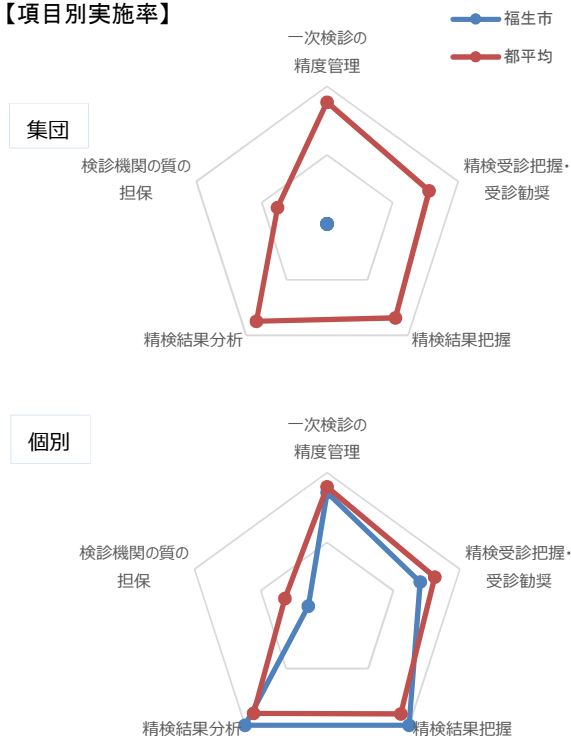 【項目別実施率】
福生市
都平均
集団
一次検診の
精度管理
精検受診把握・
受診勧奨
精検結果把握
精検結果分析
検診機関の質の
担保
個別
一次検診の
精度管理
精検受診把握・
受診勧奨
精検結果把握
精検結果分析
検診機関の質の
担保